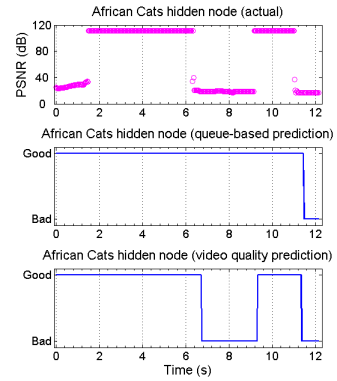 African Cats hidden node (actual)
PSNR (dB)
120
80
40
0
0 2 4 6 8 10 12
African Cats hidden node (queue-based prediction)
Good
Bad
0 2 4 6 8 10 12
African Cats hidden node (video quality prediction)
Good
Bad
0 2 4 6 8 10 12
Time (s)